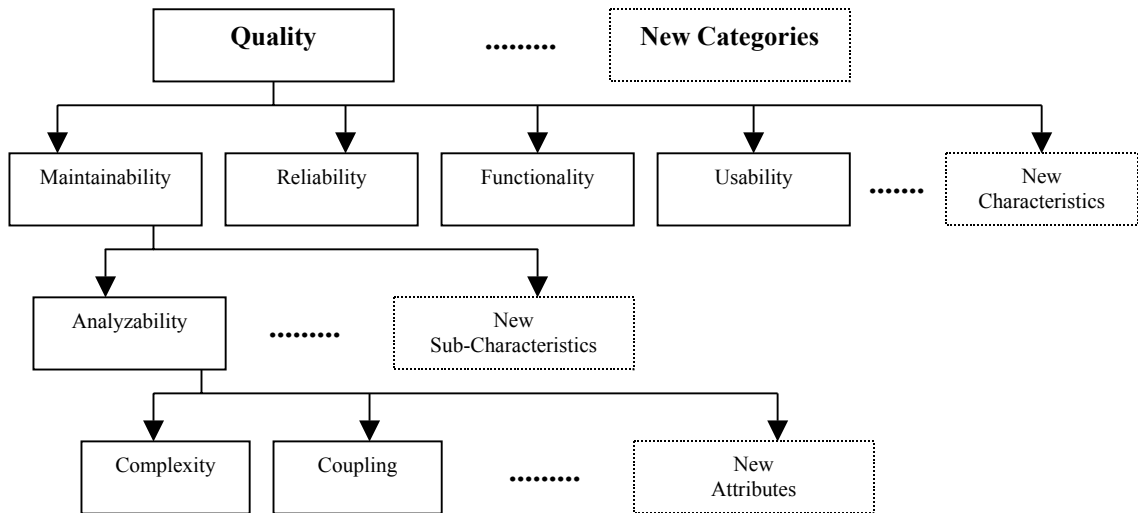 Quality
New Categories
Maintainability
Reliability
Functionality
Usability
New
Characteristics
Analyzability
New
Sub-Characteristics
Complexity
Coupling
New
Attributes